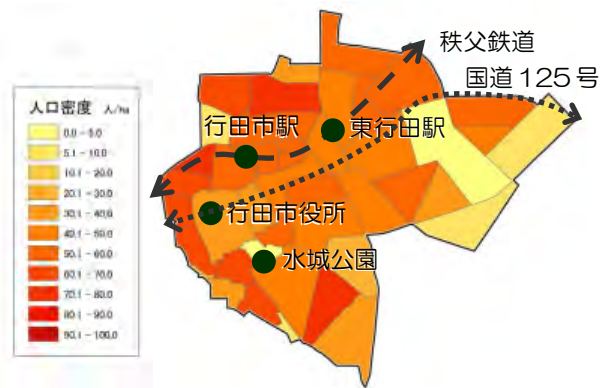 秩父鉄道
国道125号
人口密度 人/ha
0.0 - 5.0
5.1 - 10.0
10.1 - 20.0
20.1 - 30.0
30.1 - 40.0
40.1 - 50.0
50.1 - 60.0
60.1 - 70.0
70.1 - 80.0
80.1 - 90.0
90.1 - 100.0
行田市駅
東行田駅
行田市役所
水城公園